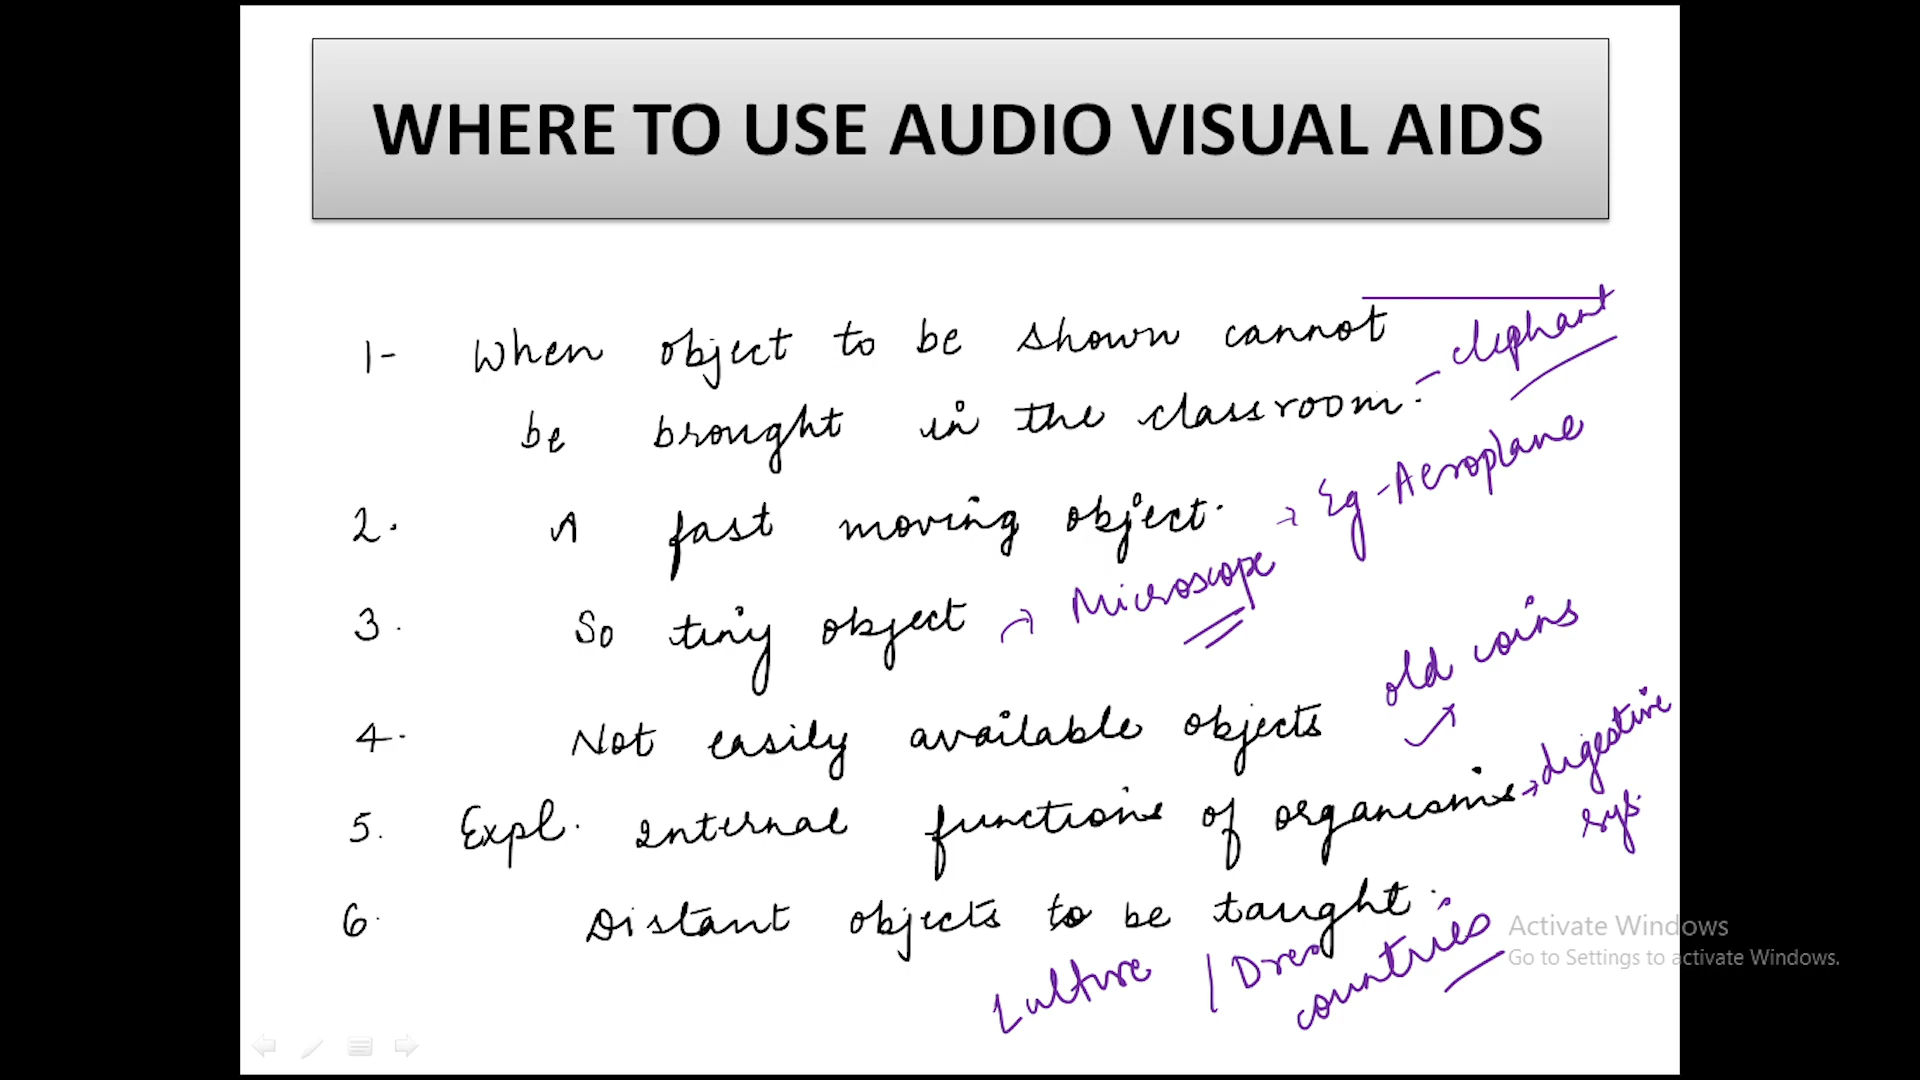 WHERE TO USE AUDIO VISUAL AIDS
1- When object to be shown cannot
be brought in the classroom. - elephant
2. A fast moving object. → Eg - Aeroplane
3. So tiny object → Microscope
4. Not easily available objects old coins
5. Expl. Internal functions of organisms → digestive
sys.
6. Distant objects to be taught.
Culture / Dress
countries
Activate Windows
Go to Settings to activate Windows.